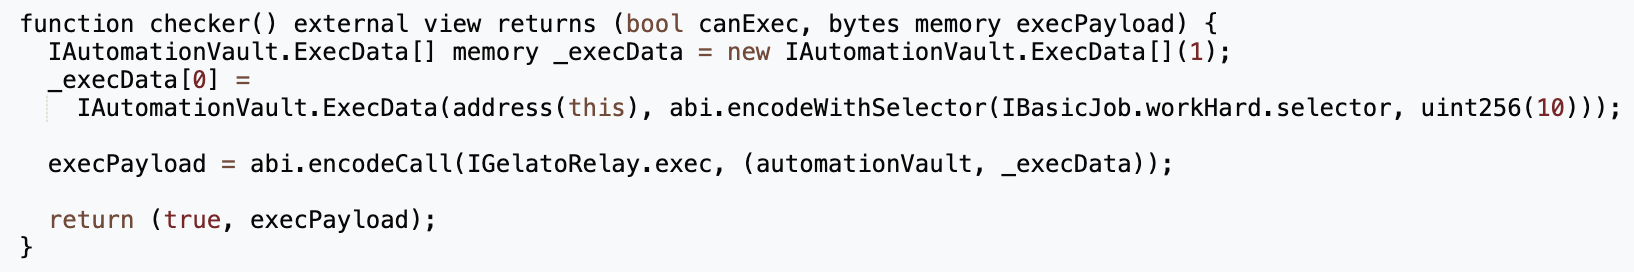 function checker() external view returns (bool canExec, bytes memory execPayload) {
  IAutomationVault.ExecData[] memory _execData = new IAutomationVault.ExecData[](1);
  _execData[0] =
    IAutomationVault.ExecData(address(this), abi.encodeWithSelector(IBasicJob.workHard.selector, uint256(10)));

  execPayload = abi.encodeCall(IGelatoRelay.exec, (automationVault, _execData));

  return (true, execPayload);
}